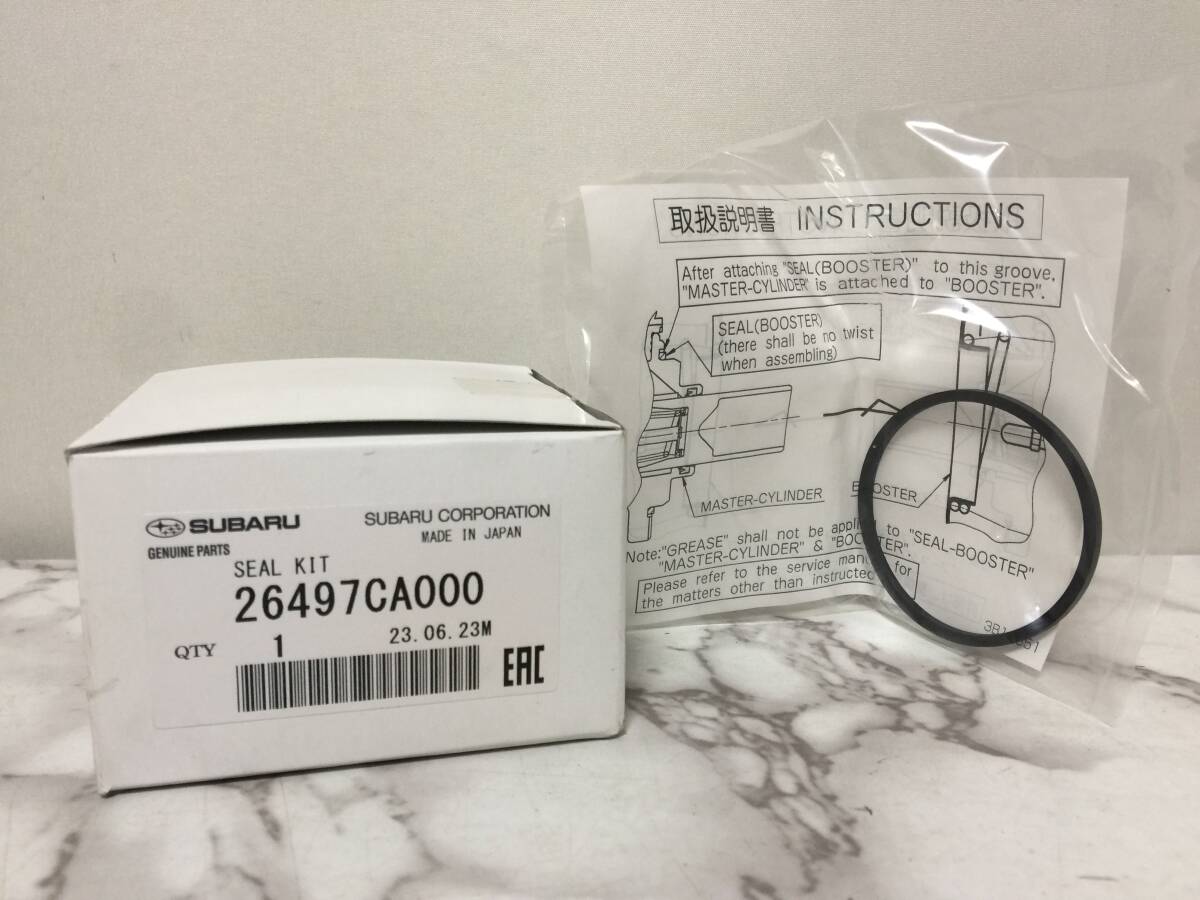 SUBARU
GENUINE PARTS
SUBARU CORPORATION
MADE IN JAPAN
SEAL KIT
26497CA000
QTY 1 23.06.23M
EAC
取扱説明書 INSTRUCTIONS
After attaching "SEAL(BOOSTER)" to this groove,
"MASTER-CYLINDER" is attached to "BOOSTER".
SEAL(BOOSTER)
(there shall be no twist
when assembling)
MASTER-CYLINDER
BOOSTER
Note:"GREASE" shall not be applied to "SEAL-BOOSTER"
"MASTER-CYLINDER" & "BOOSTER".
Please refer to the service manual for
the matters other than instructed